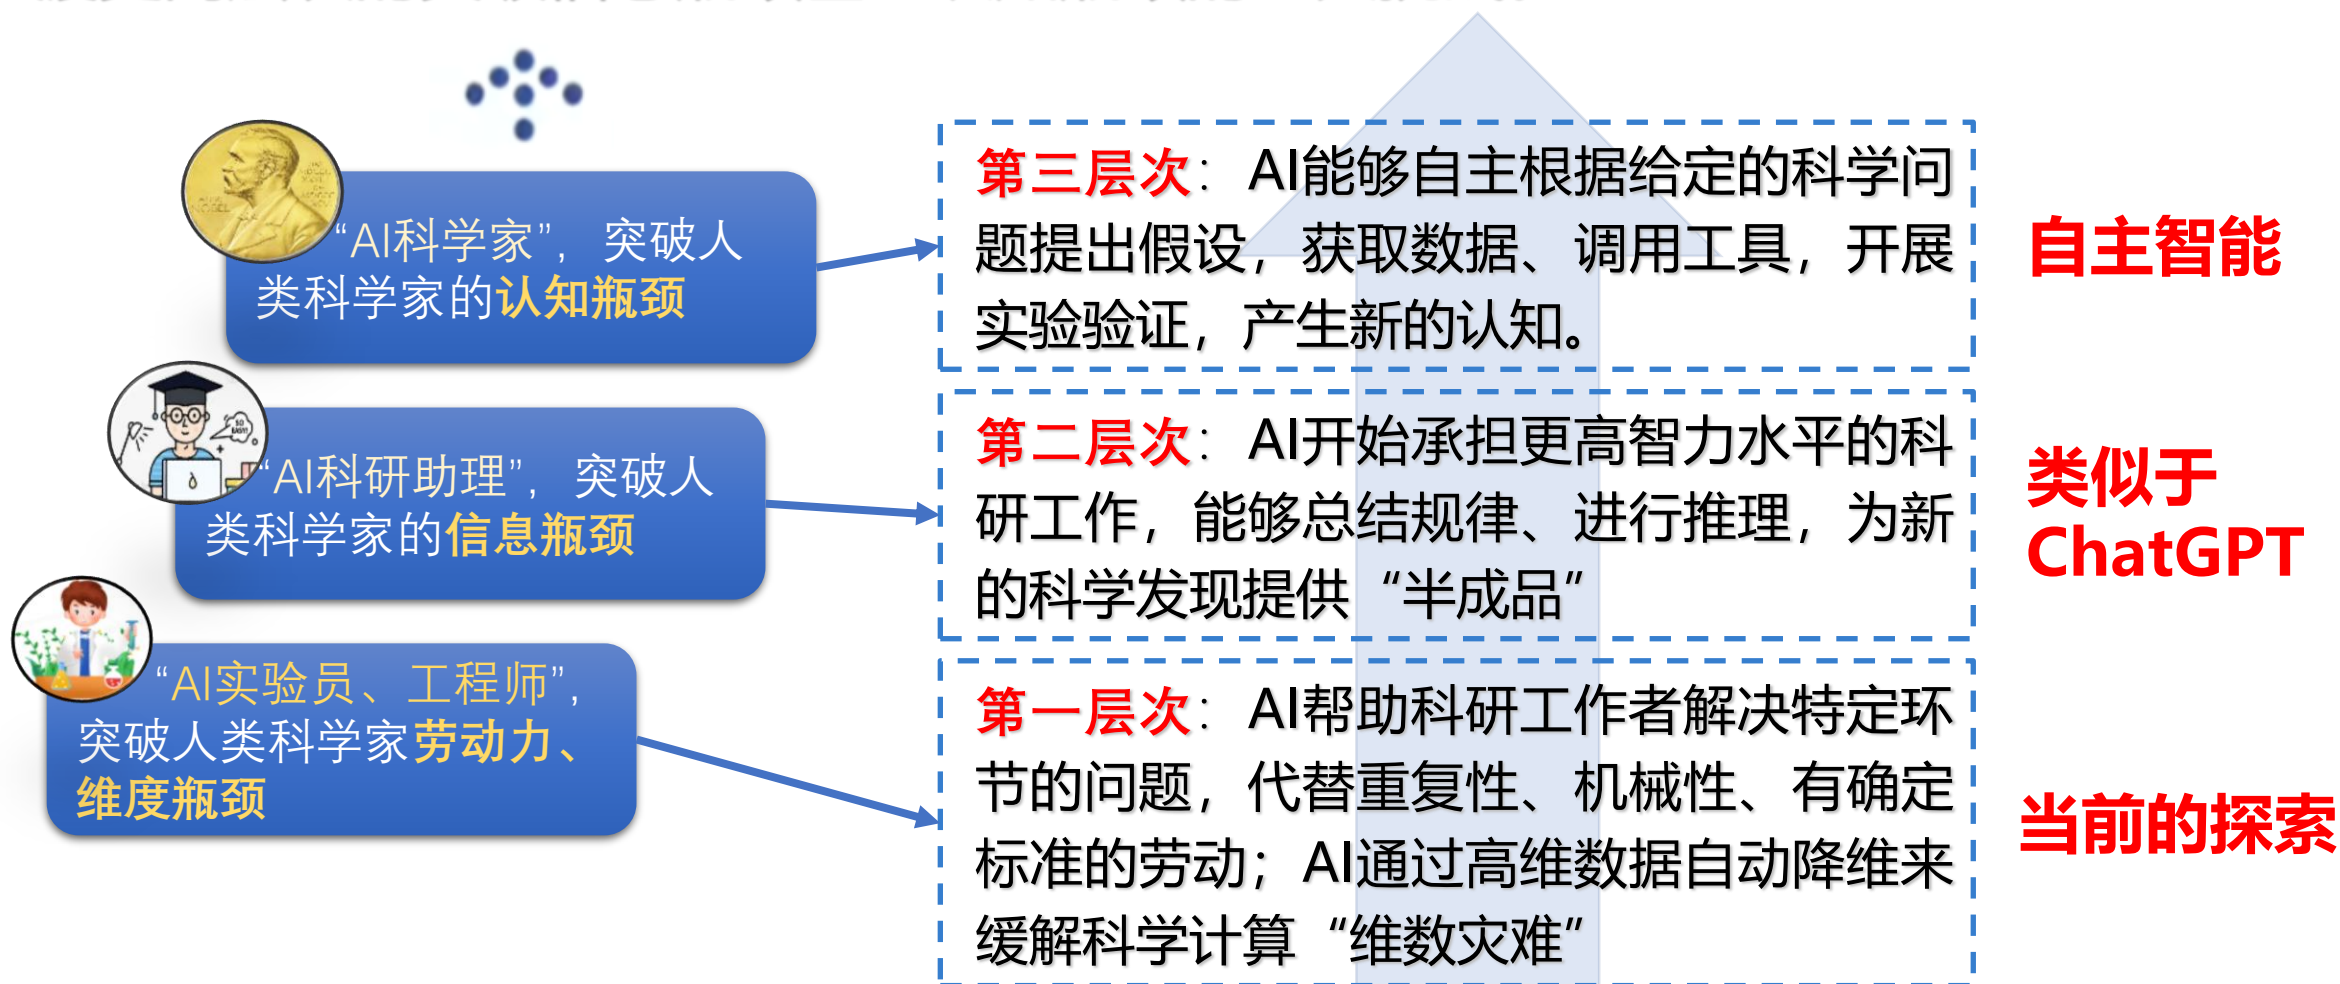 “AI科学家”，突破人
类科学家的认知瓶颈
第三层次：AI能够自主根据给定的科学问
题提出假设，获取数据、调用工具，开展
实验验证，产生新的认知。
自主智能
“AI科研助理”，突破人
类科学家的信息瓶颈
SO
EASY!
第二层次：AI开始承担更高智力水平的科
研工作，能够总结规律、进行推理，为新
的科学发现提供“半成品”
类似于
ChatGPT
“AI实验员、工程师”，
突破人类科学家劳动力、
维度瓶颈
第一层次：AI帮助科研工作者解决特定环
节的问题，代替重复性、机械性、有确定
标准的劳动；AI通过高维数据自动降维来
缓解科学计算“维数灾难”
当前的探索